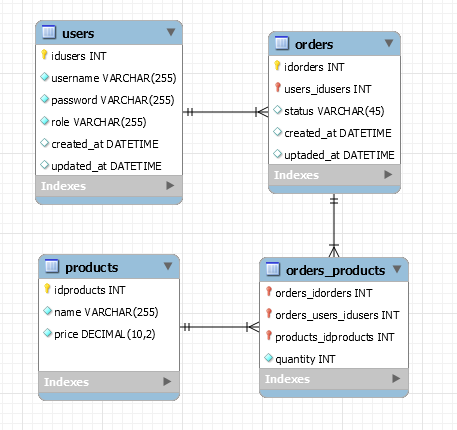 users
idusers INT
username VARCHAR(255)
password VARCHAR(255)
role VARCHAR(255)
created_at DATETIME
updated_at DATETIME
Indexes
orders
idorders INT
users_idusers INT
status VARCHAR(45)
created_at DATETIME
uptaded_at DATETIME
Indexes
products
idproducts INT
name VARCHAR(255)
price DECIMAL(10,2)
Indexes
orders_products
orders_idorders INT
orders_users_idusers INT
products_idproducts INT
quantity INT
Indexes